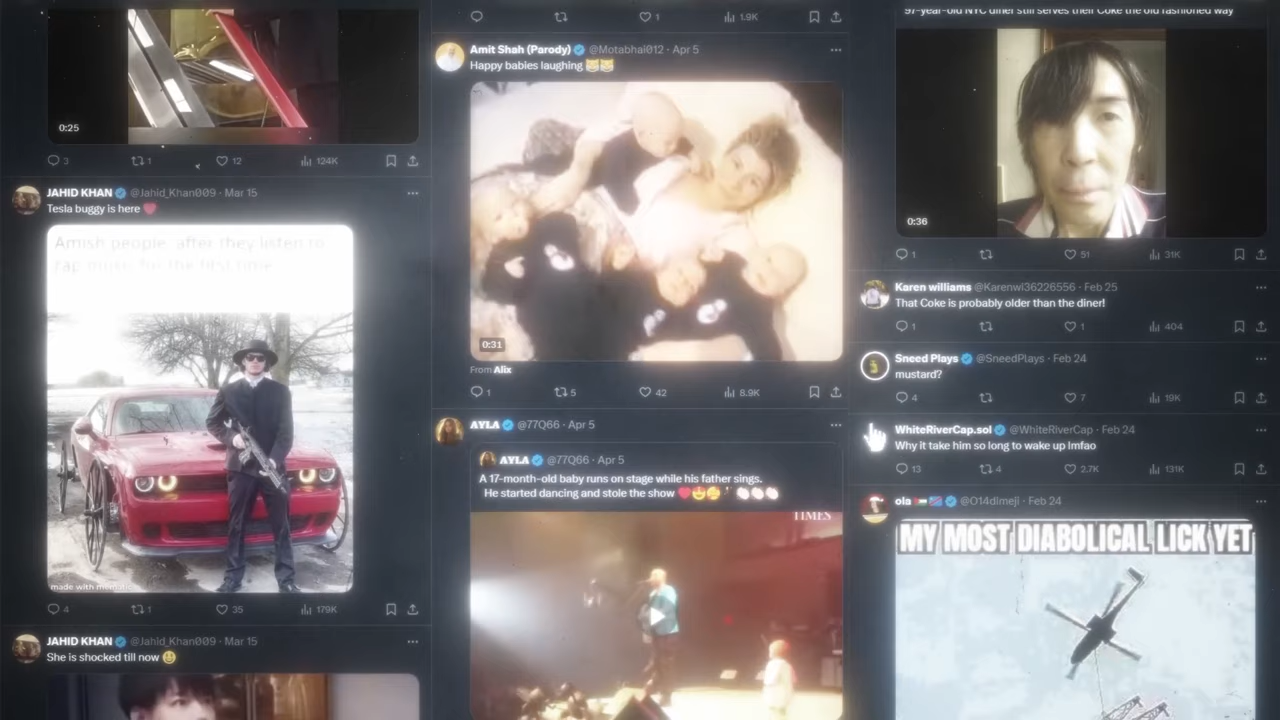 0:25
3 1 12 124K
JAHID KHAN @Jahid_Khan009 · Mar 15
Tesla buggy is here ❤️
Amish people after they listen to
rap music for the first time
made with mematic
4 1 35 179K
JAHID KHAN @Jahid_Khan009 · Mar 15
She is shocked till now 😃
1 1.9K
Amit Shah (Parody) @Motabhai012 · Apr 5
Happy babies laughing 😹😹
0:31
From Alix
1 5 42 8.9K
AYLA @77Q66 · Apr 5
AYLA @77Q66 · Apr 5
A 17-month-old baby runs on stage while his father sings.
He started dancing and stole the show
TIMES
97-year-old NYC diner still serves their Coke the old fashioned way
0:36
1 51 31K
Karen williams @Karenwl36226556 · Feb 25
That Coke is probably older than the diner!
1 1 404
Sneed Plays @SneedPlays · Feb 24
mustard?
4 7 19K
WhiteRiverCap.sol @WhiteRiverCap · Feb 24
Why it take him so long to wake up lmfao
13 4 2.7K 131K
ola @O14dimeji · Feb 24
MY MOST DIABOLICAL LICK YET